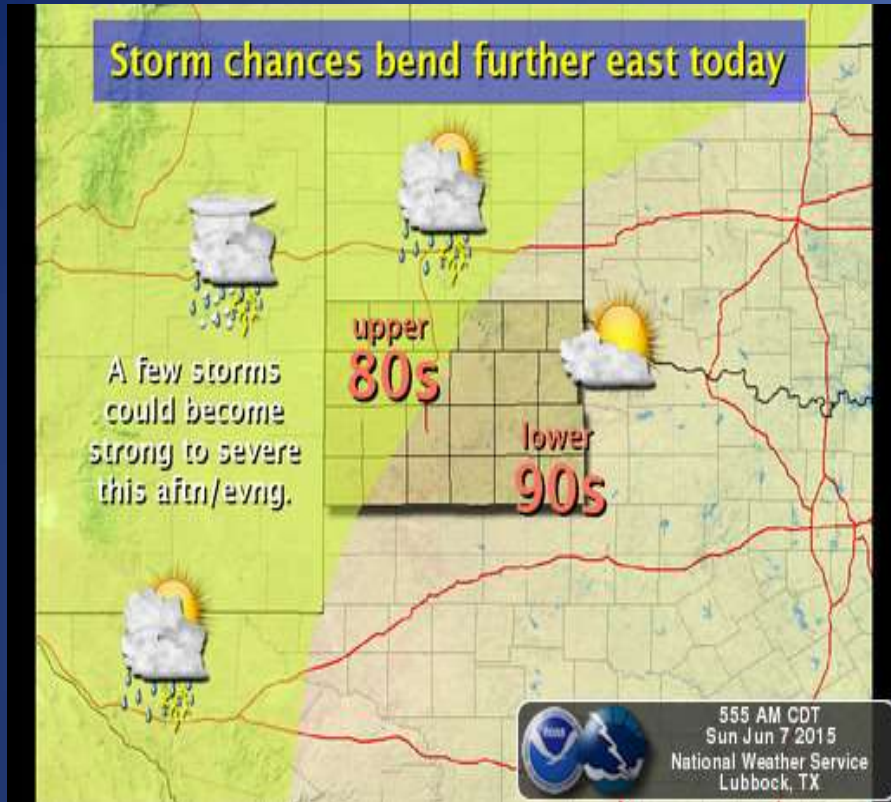 Storm chances bend further east today
upper
80s
A few storms
could become
strong to severe
this aftn/evng.
lower
90s
555 AM CDT
Sun Jun 7 2015
National Weather Service
Lubbock, TX